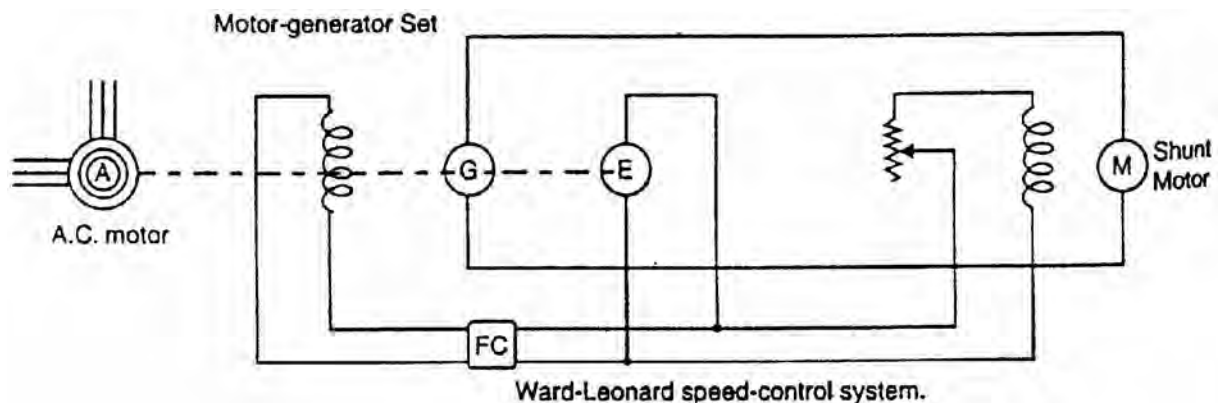 Motor-generator Set
A
G
E
M
Shunt
Motor
A.C. motor
FC
Ward-Leonard speed-control system.